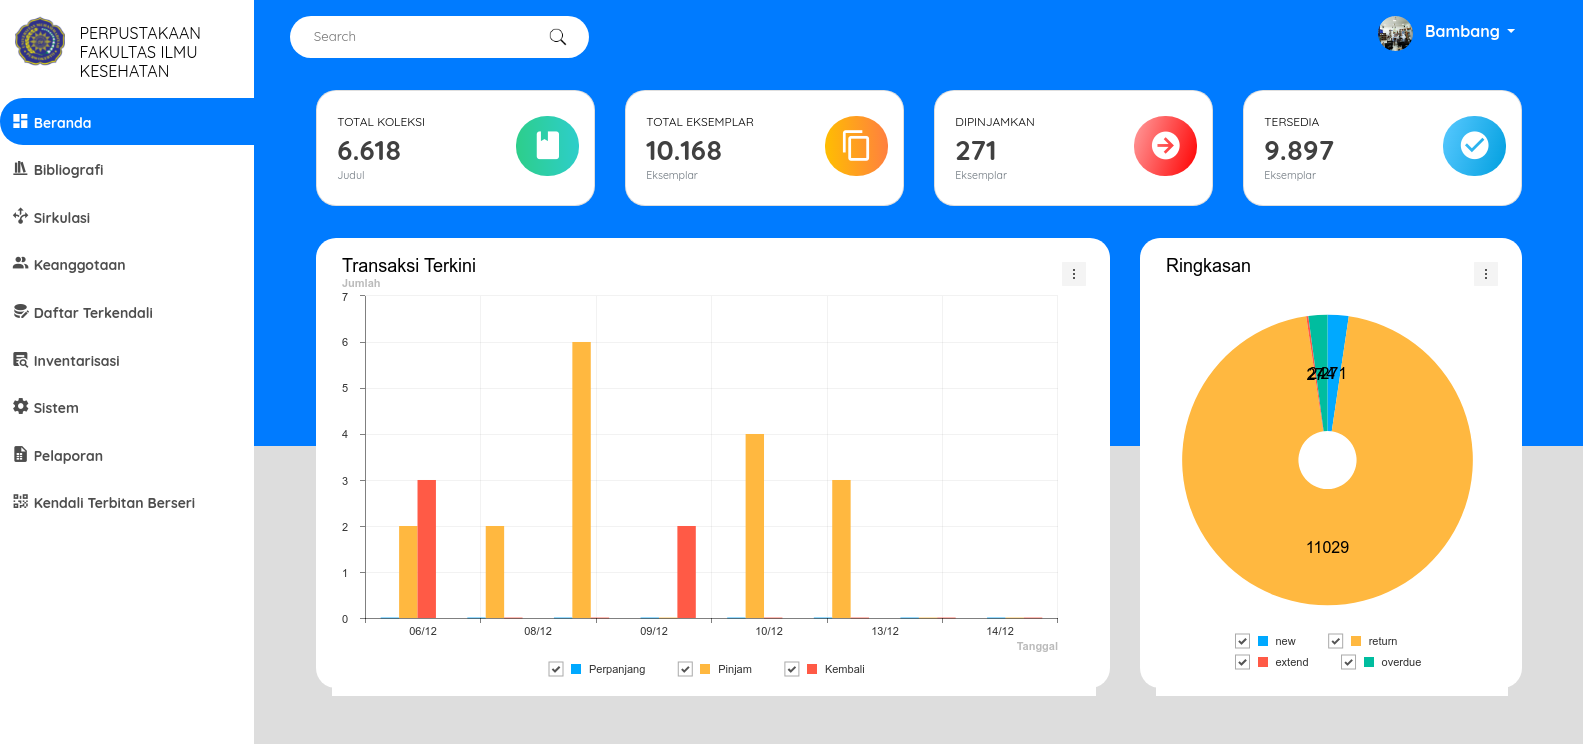 PERPUSTAKAAN
FAKULTAS ILMU
KESEHATAN
Search
Bambang
Beranda
Bibliografi
Sirkulasi
Keanggotaan
Daftar Terkendali
Inventarisasi
Sistem
Pelaporan
Kendali Terbitan Berseri
TOTAL KOLEKSI
6.618
Judul
TOTAL EKSEMPLAR
10.168
Eksemplar
DIPINJAMKAN
271
Eksemplar
TERSEDIA
9.897
Eksemplar
Transaksi Terkini
Jumlah
7
6
5
4
3
2
1
0
06/12 08/12 09/12 10/12 13/12 14/12
Tanggal
Perpanjang Pinjam Kembali
Ringkasan
271
11029
new return
extend overdue